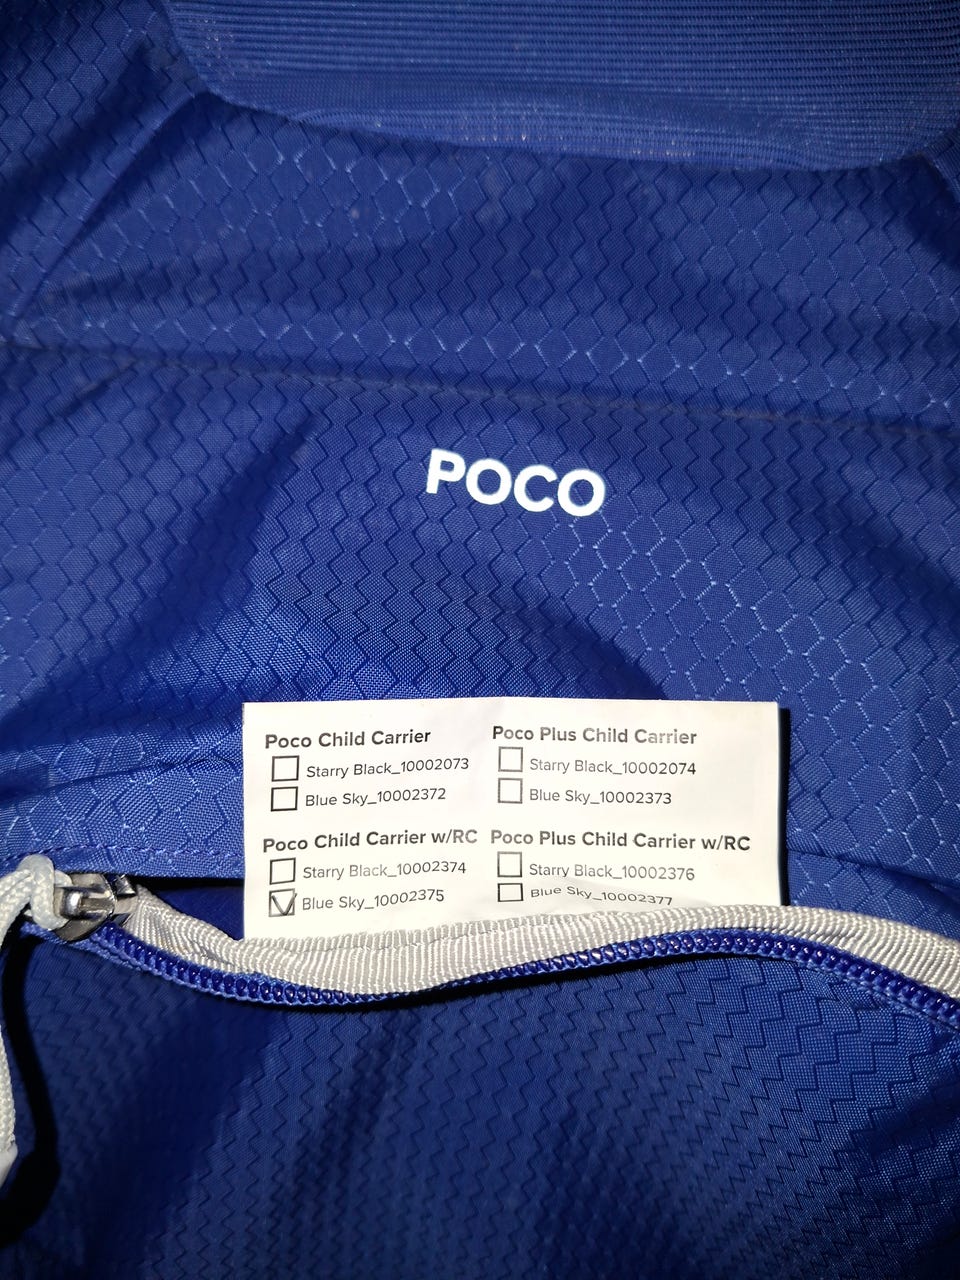 POCO
Poco Child Carrier
☐ Starry Black_10002073
☐ Blue Sky_10002372
Poco Plus Child Carrier
☐ Starry Black_10002074
☐ Blue Sky_10002373
Poco Child Carrier w/RC
☐ Starry Black_10002374
☑ Blue Sky_10002375
Poco Plus Child Carrier w/RC
☐ Starry Black_10002376
☐ Blue Sky_10002377